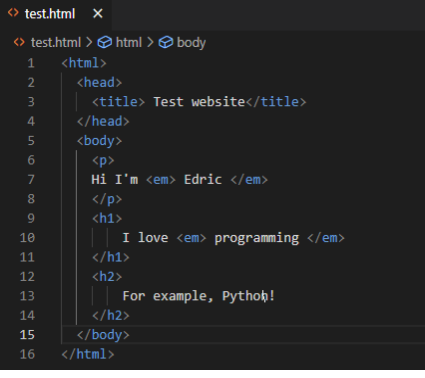 <> test.html ×
<> test.html > html > body
1 <html>
2 <head>
3 <title> Test website</title>
4 </head>
5 <body>
6 <p>
7 Hi I'm <em> Edric </em>
8 </p>
9 <h1>
10 I love <em> programming </em>
11 </h1>
12 <h2>
13 For example, Python!
14 </h2>
15 </body>
16 </html>